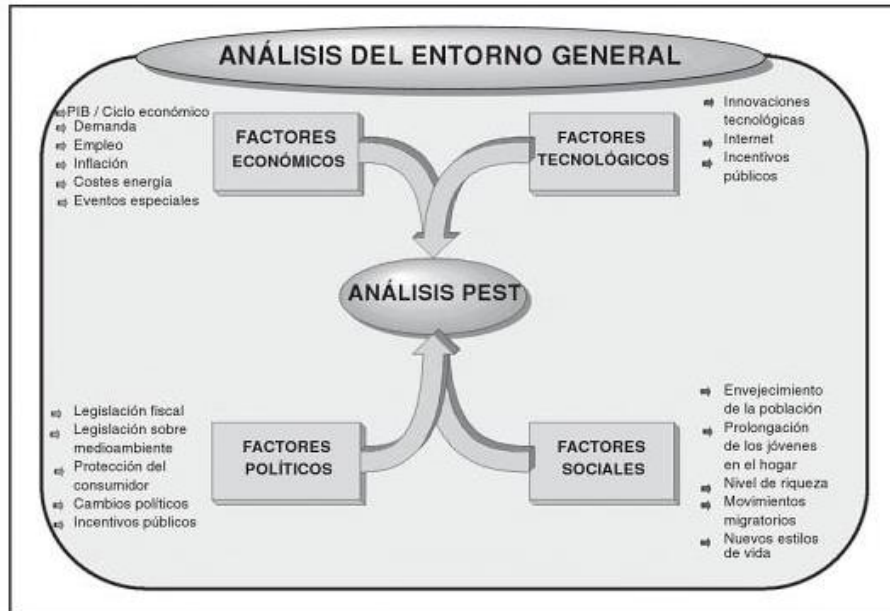 ANÁLISIS DEL ENTORNO GENERAL
PIB / Ciclo económico
Demanda
Empleo
Inflación
Costes energía
Eventos especiales
FACTORES
ECONÓMICOS
FACTORES
TECNOLÓGICOS
Innovaciones
tecnológicas
Internet
Incentivos
públicos
ANÁLISIS PEST
Legislación fiscal
Legislación sobre
medioambiente
Protección del
consumidor
Cambios políticos
Incentivos públicos
FACTORES
POLÍTICOS
FACTORES
SOCIALES
Envejecimiento
de la población
Prolongación
de los jóvenes
en el hogar
Nivel de riqueza
Movimientos
migratorios
Nuevos estilos
de vida